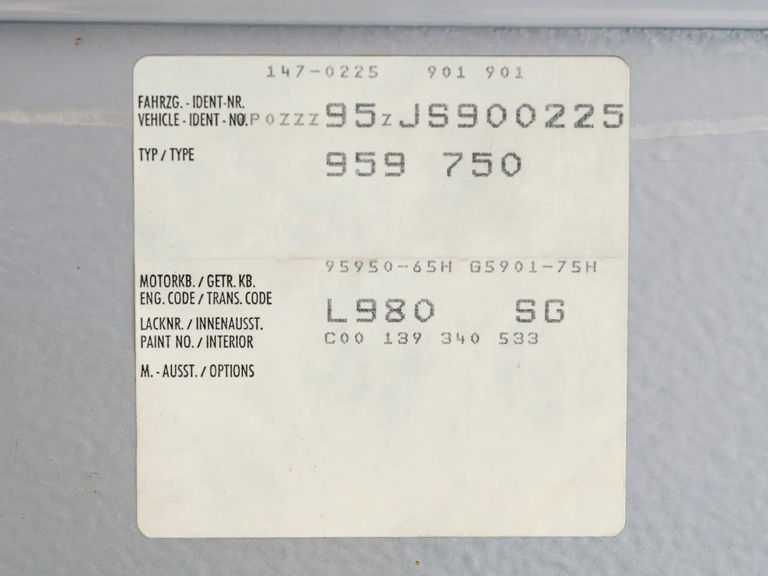 147-0225 901 901
FAHRZG. - IDENT-NR.
VEHICLE - IDENT - NO. WP0ZZZ95ZJS900225
TYP / TYPE 959 750
95950-65H G5901-75H
MOTORKB. / GETR. KB.
ENG. CODE / TRANS. CODE
L980 SG
LACKNR. / INNENAUSST.
PAINT NO. / INTERIOR C00 139 340 533
M. - AUSST. / OPTIONS